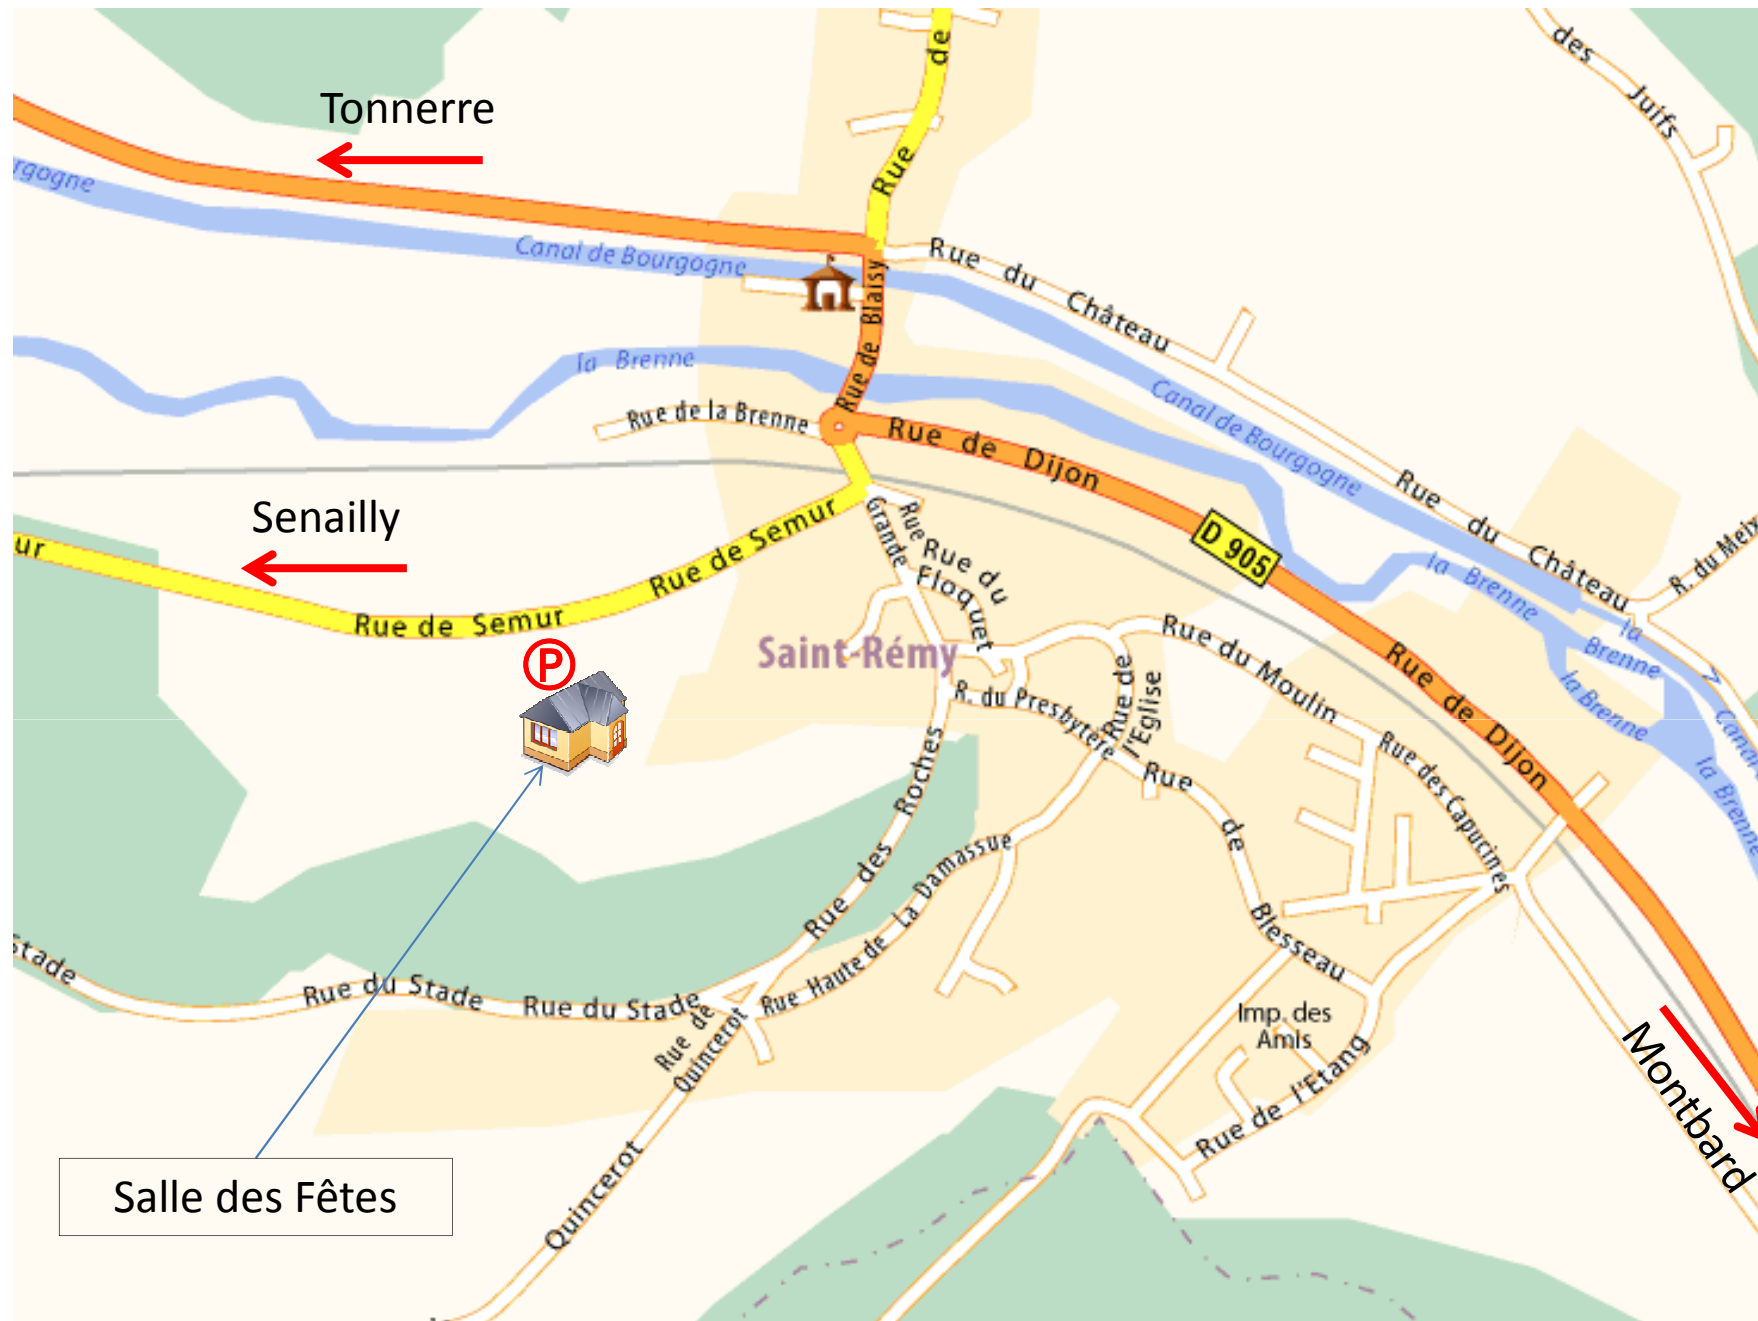 de
Rue
des
Juifs
Tonnerre
rgogne
Canal de Bourgogne
Rue de Blaisy
Rue du Château
la Brenne
Rue de la Brenne
Rue de Dijon
Canal de Bourgogne
Rue du Château
R. du Meix
Senailly
ur
Rue de Semur
Rue de Semur
Grande
Rue
Rue du
Floquet
D 905
la Brenne
la
Brenne
la Brenne
Canal
la Brenne
P
Saint-Rémy
Rue du Moulin
Rue de
l'Eglise
R. du Presbytère
Rue de Dijon
Rue des Capucines
Rue de Blesseau
Rue des Roches
Rue Haute de La Damassue
Stade
Rue du Stade
Rue du Stade
Rue de
Quincerot
Quincerot
Imp. des
Amis
Rue de l'Etang
Montbard
Salle des Fêtes